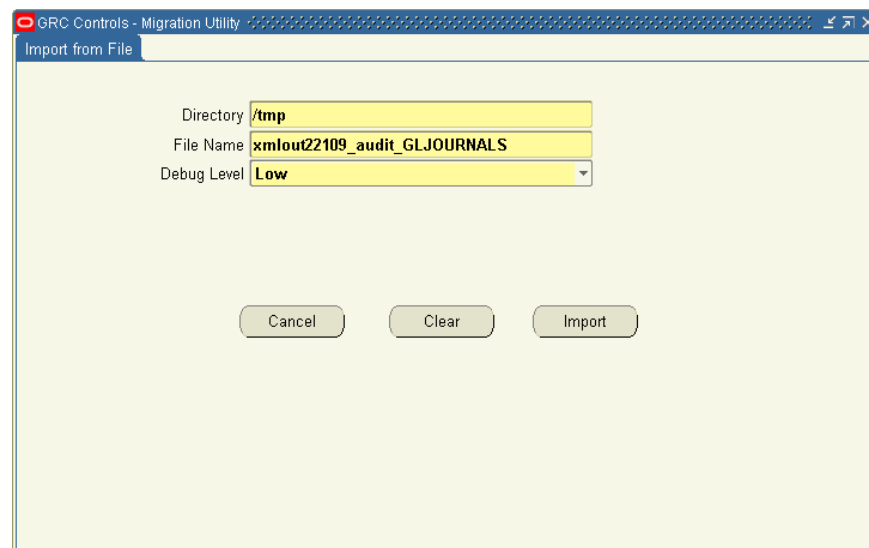 GRC Controls - Migration Utility
Import from File
Directory /tmp
File Name xmlout22109_audit_GLJOURNALS
Debug Level Low
Cancel Clear Import